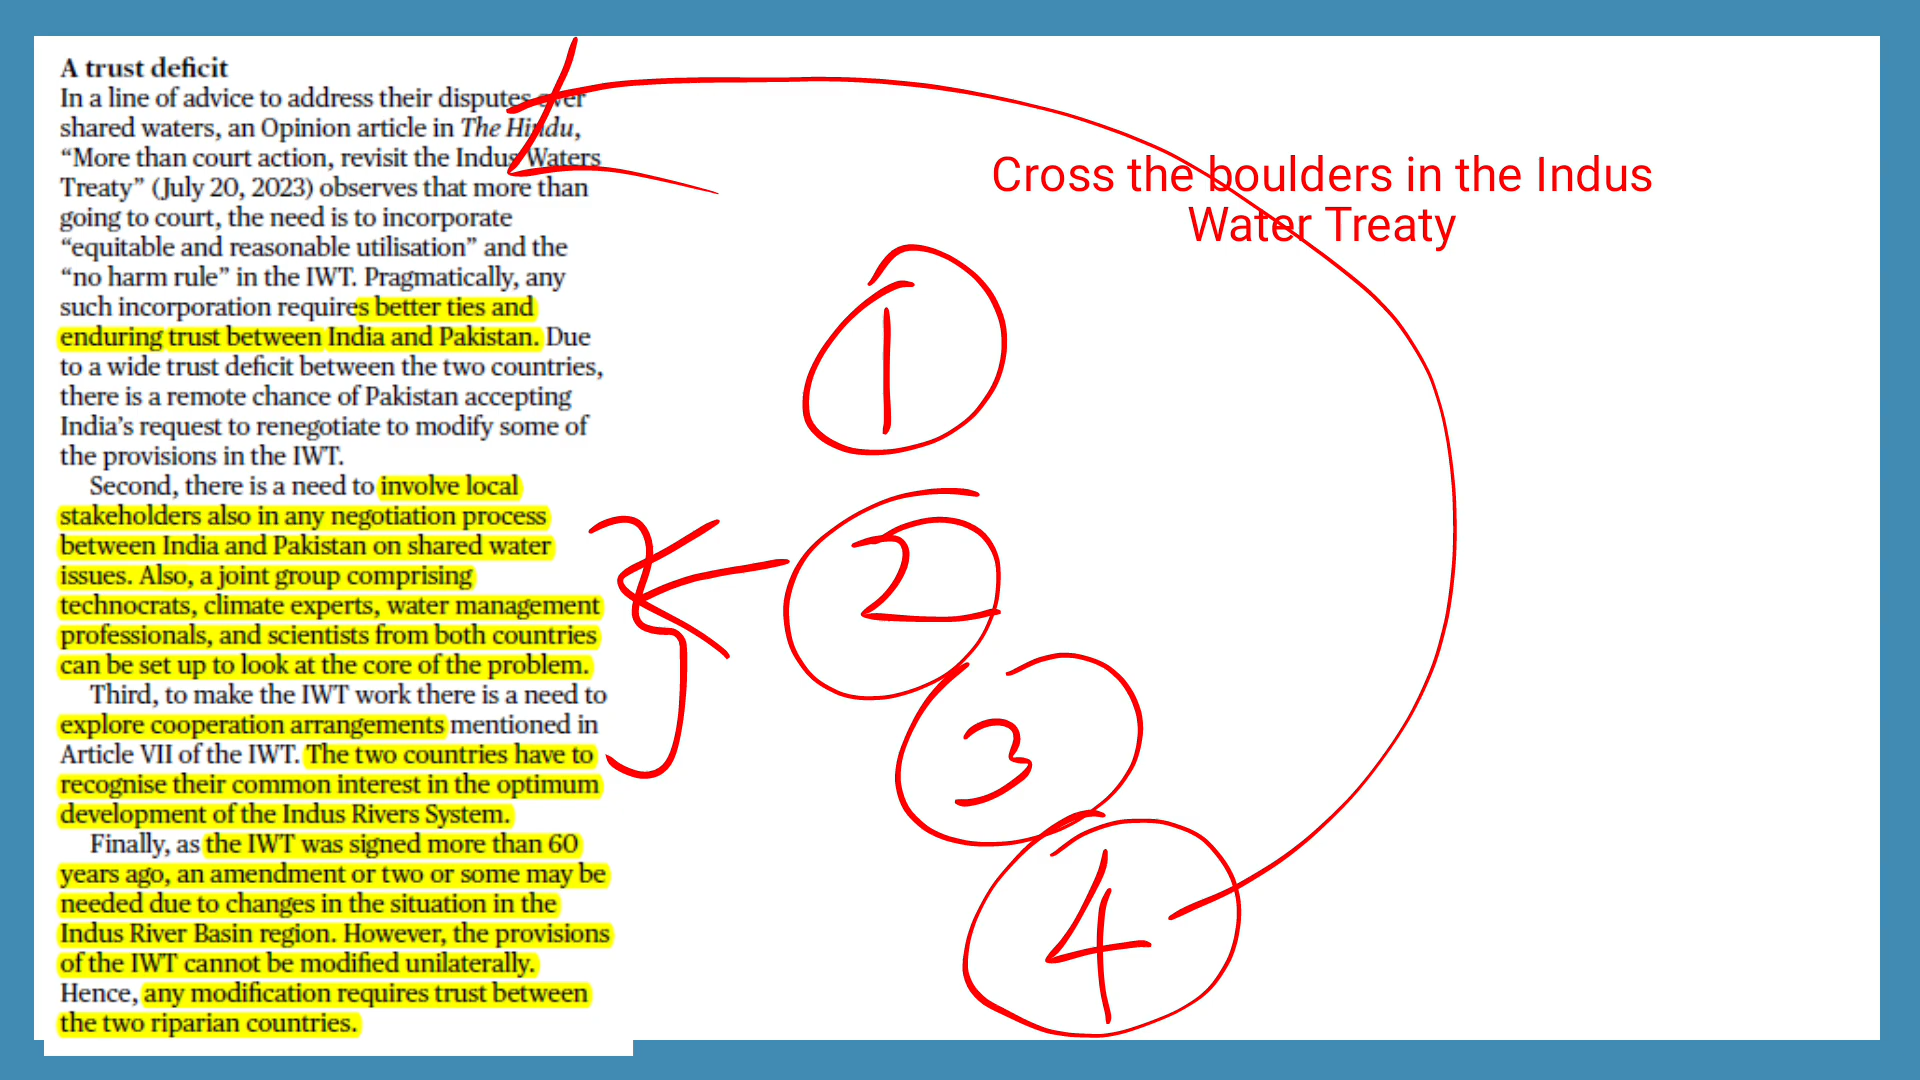 A trust deficit
In a line of advice to address their disputes over
shared waters, an Opinion article in The Hindu,
“More than court action, revisit the Indus Waters
Treaty” (July 20, 2023) observes that more than
going to court, the need is to incorporate
“equitable and reasonable utilisation” and the
“no harm rule” in the IWT. Pragmatically, any
such incorporation requires better ties and
enduring trust between India and Pakistan. Due
to a wide trust deficit between the two countries,
there is a remote chance of Pakistan accepting
India’s request to renegotiate to modify some of
the provisions in the IWT.
Second, there is a need to involve local
stakeholders also in any negotiation process
between India and Pakistan on shared water
issues. Also, a joint group comprising
technocrats, climate experts, water management
professionals, and scientists from both countries
can be set up to look at the core of the problem.
Third, to make the IWT work there is a need to
explore cooperation arrangements mentioned in
Article VII of the IWT. The two countries have to
recognise their common interest in the optimum
development of the Indus Rivers System.
Finally, as the IWT was signed more than 60
years ago, an amendment or two or some may be
needed due to changes in the situation in the
Indus River Basin region. However, the provisions
of the IWT cannot be modified unilaterally.
Hence, any modification requires trust between
the two riparian countries.
Cross the boulders in the Indus
Water Treaty
1
2
3
4